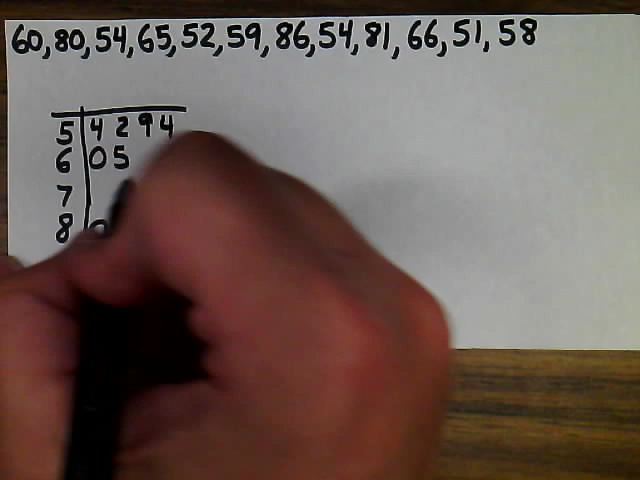 60, 80, 54, 65, 52, 59, 86, 54, 81, 66, 51, 58
5 4 2 9 4
6 0 5
7
8 0